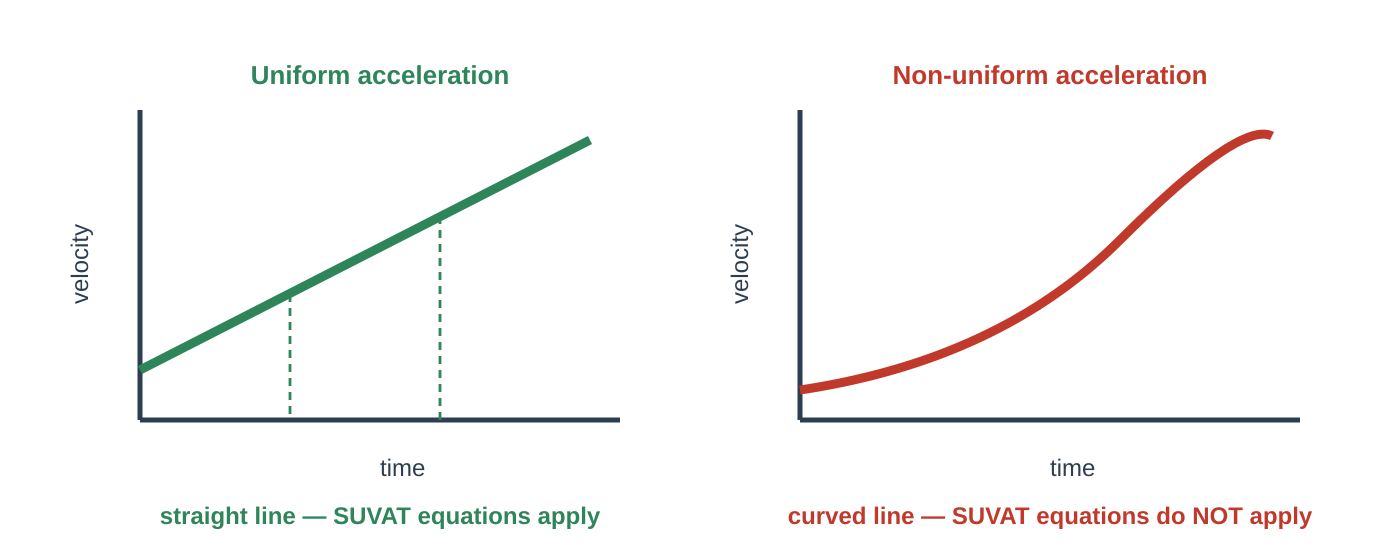 Uniform acceleration
velocity
time
straight line — SUVAT equations apply
Non-uniform acceleration
velocity
time
curved line — SUVAT equations do NOT apply